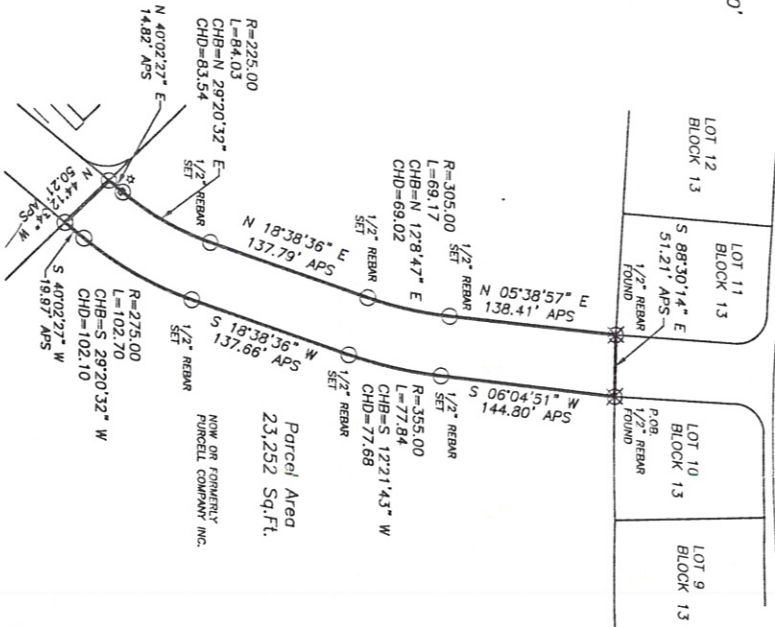 0'
LOT 12
BLOCK 13
LOT 11
BLOCK 13
S 88°30'14" E
51.21' APS
1/2" REBAR
FOUND
P.O.B.
1/2" REBAR
FOUND
LOT 10
BLOCK 13
LOT 9
BLOCK 13
N 05°38'57" E
138.41' APS
S 06°04'51" W
144.80' APS
1/2" REBAR
SET
R=305.00
L=69.17
CHB=N 12°8'47" E
CHD=69.02
1/2" REBAR
SET
1/2" REBAR
SET
R=355.00
L=77.84
CHB=S 12°21'43" W
CHD=77.68
1/2" REBAR
SET
N 18°38'36" E
137.79' APS
S 18°38'36" W
137.66' APS
Parcel Area
23,252 Sq.Ft.
NOW OR FORMERLY
PURCELL COMPANY INC.
1/2" REBAR
SET
1/2" REBAR
SET
R=225.00
L=84.03
CHB=N 29°20'32" E
CHD=83.54
R=275.00
L=102.70
CHB=S 29°20'32" W
CHD=102.10
N 40°02'27" E
14.82' APS
S 40°02'27" W
19.97' APS
N 44°12' 34" W
50.21' APS